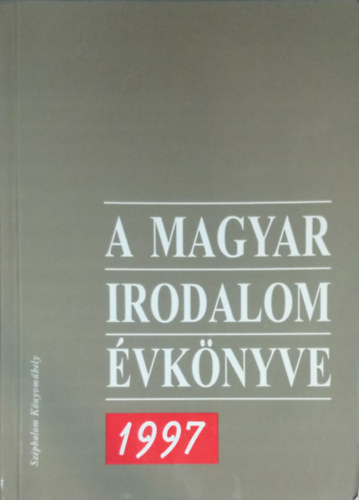 A MAGYAR
IRODALOM
ÉVKÖNYVE
1997
Széphalom Könyvműhely